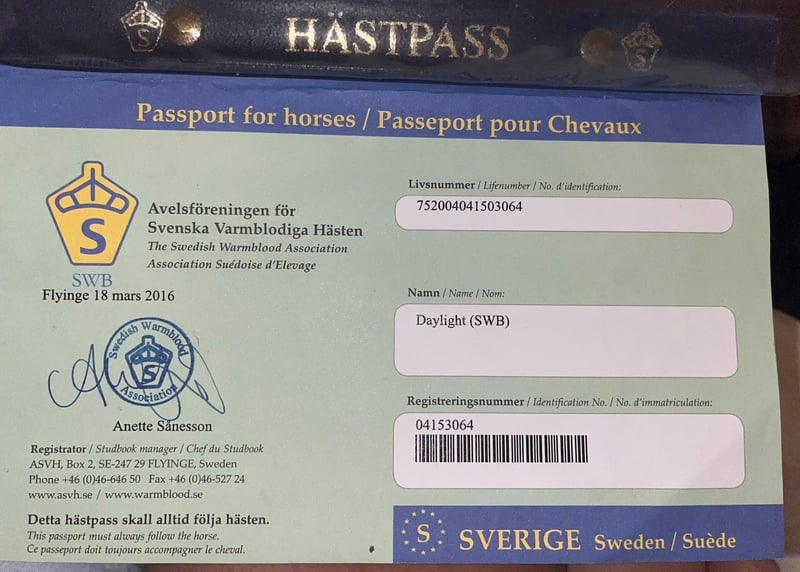 HÄSTPASS
S
S
Passport for horses / Passeport pour Chevaux
S
SWB
Avelsföreningen för
Svenska Varmblodiga Hästen
The Swedish Warmblood Association
Association Suédoise d'Elevage
Flyinge 18 mars 2016
Swedish Warmblood
S
Association
Anette Sånesson
Registrator / Studbook manager / Chef du Studbook
ASVH, Box 2, SE-247 29 FLYINGE, Sweden
Phone +46 (0)46-646 50 Fax +46 (0)46-527 24
www.asvh.se / www.warmblood.se
Detta hästpass skall alltid följa hästen.
This passport must always follow the horse.
Ce passeport doit toujours accompagner le cheval.
Livsnummer / Lifenumber / No. d'identification:
752004041503064
Namn / Name / Nom:
Daylight (SWB)
Registreringsnummer / Identification No. / No. d'immatriculation:
04153064
S
SVERIGE Sweden / Suède